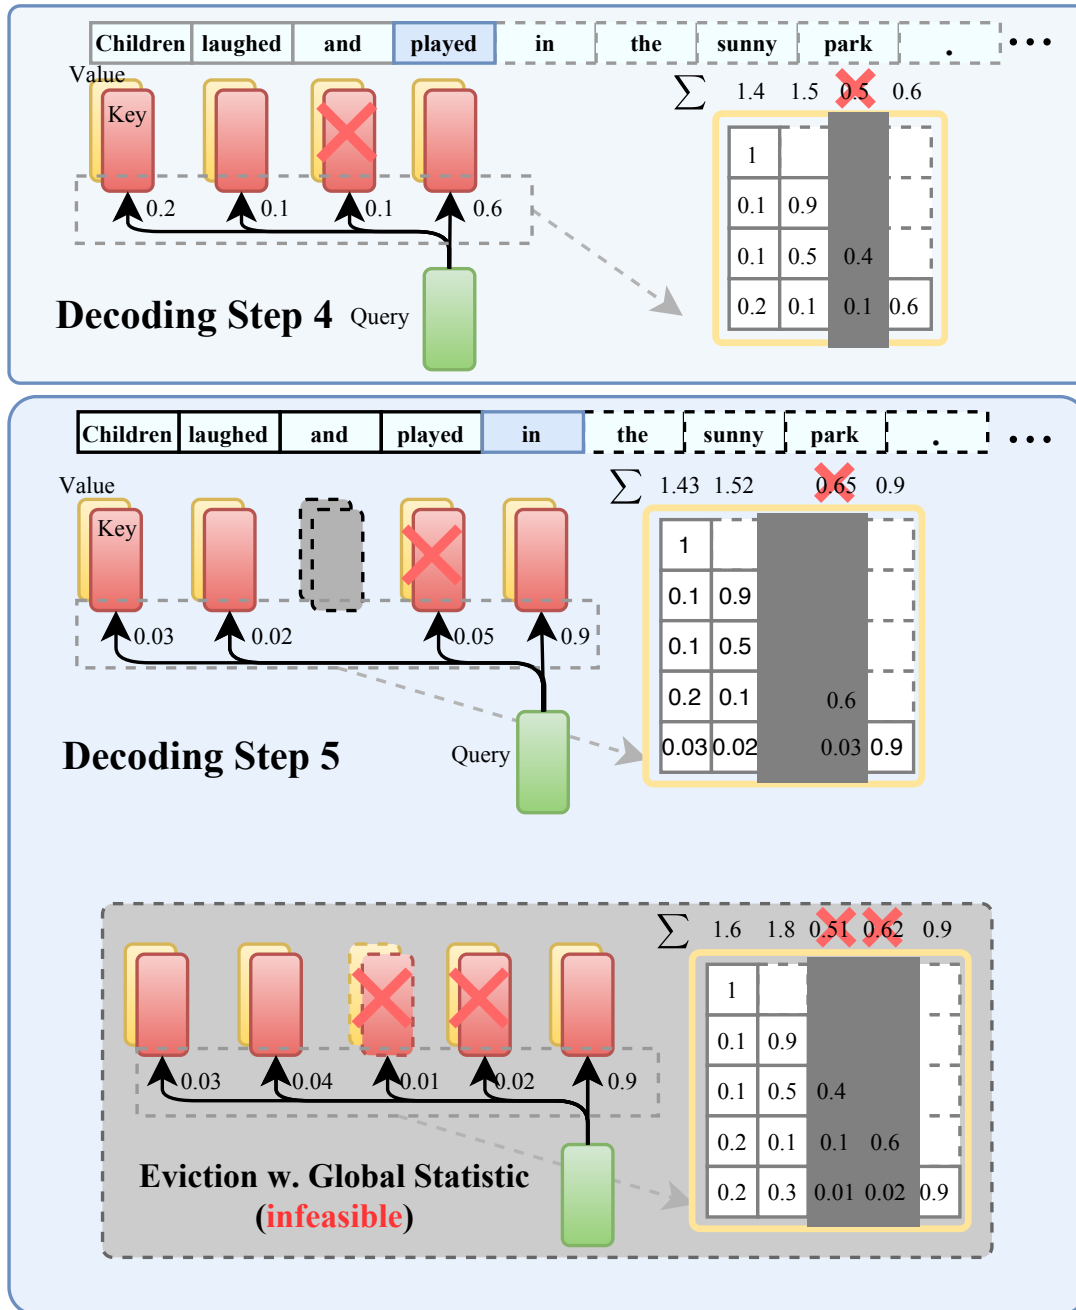 Children laughed and played in the sunny park . ...
Value
Key
∑ 1.4 1.5 0.5 0.6
1
0.1 0.9
0.1 0.5 0.4
0.2 0.1 0.1 0.6
0.2 0.1 0.1 0.6
Decoding Step 4
Query
Children laughed and played in the sunny park . ...
Value
Key
∑ 1.43 1.52 0.65 0.9
1
0.1 0.9
0.1 0.5
0.2 0.1 0.6
0.03 0.02 0.03 0.9
0.03 0.02 0.05 0.9
Decoding Step 5
Query
∑ 1.6 1.8 0.51 0.62 0.9
1
0.1 0.9
0.1 0.5 0.4
0.2 0.1 0.1 0.6
0.2 0.3 0.01 0.02 0.9
0.03 0.04 0.01 0.02 0.9
Eviction w. Global Statistic
(infeasible)